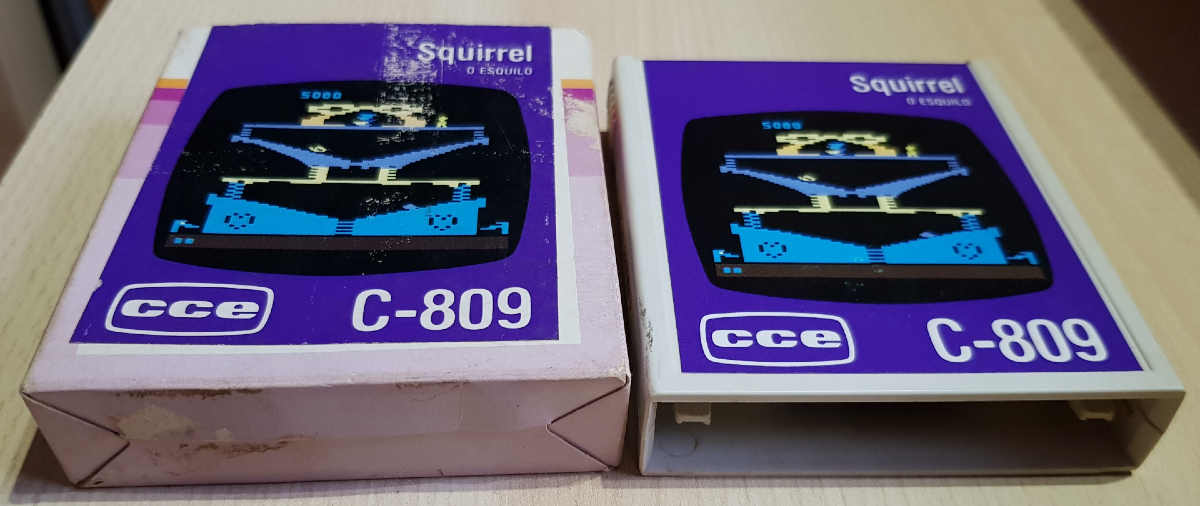 Squirrel
O ESQUILO
5000
cce
C-809
Squirrel
O ESQUILO
5000
cce
C-809